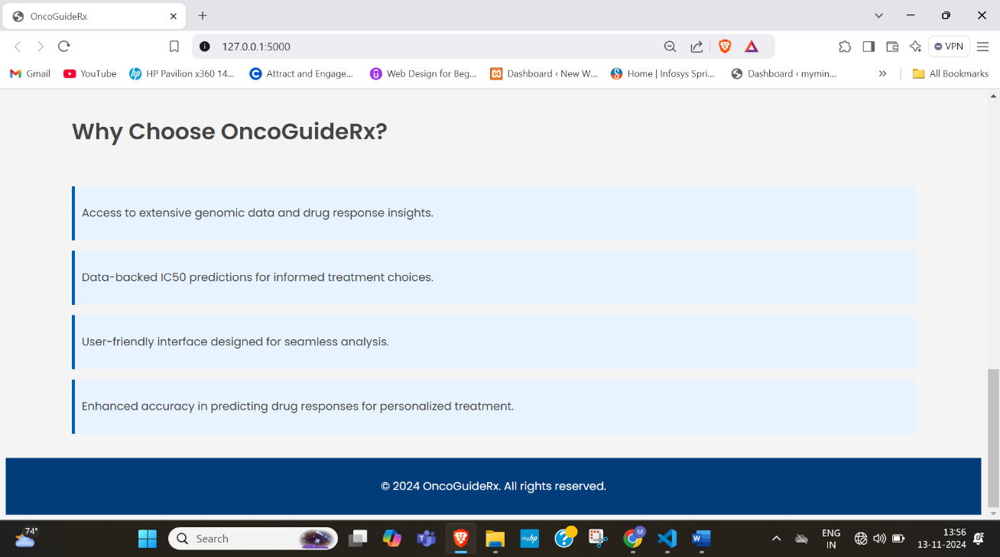 OncoGuideRx
127.0.0.1:5000
VPN
Gmail
YouTube
HP Pavilion x360 14...
Attract and Engage...
Web Design for Beg...
Dashboard ‹ New W...
Home | Infosys Spri...
Dashboard ‹ mymin...
All Bookmarks
Why Choose OncoGuideRx?
Access to extensive genomic data and drug response insights.
Data-backed IC50 predictions for informed treatment choices.
User-friendly interface designed for seamless analysis.
Enhanced accuracy in predicting drug responses for personalized treatment.
© 2024 OncoGuideRx. All rights reserved.
74°
Search
myhp
M
ENG
IN
13:56
13-11-2024